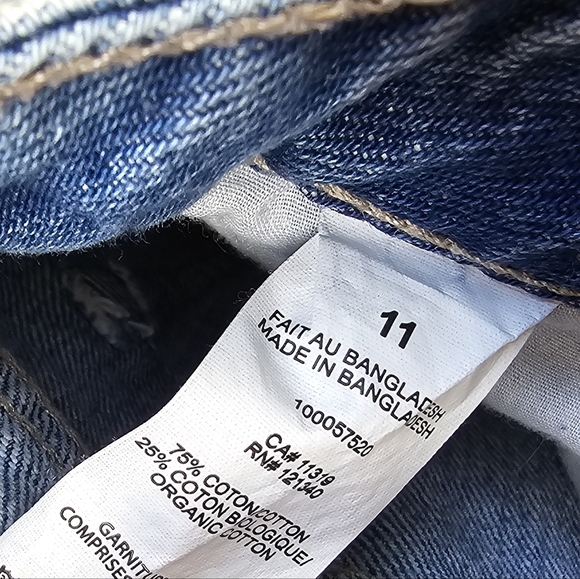 11
FAIT AU BANGLADESH
MADE IN BANGLADESH
100057520
CA# 11319
RN# 121340
75% COTON/COTTON
25% COTON BIOLOGIQUE/
ORGANIC COTTON